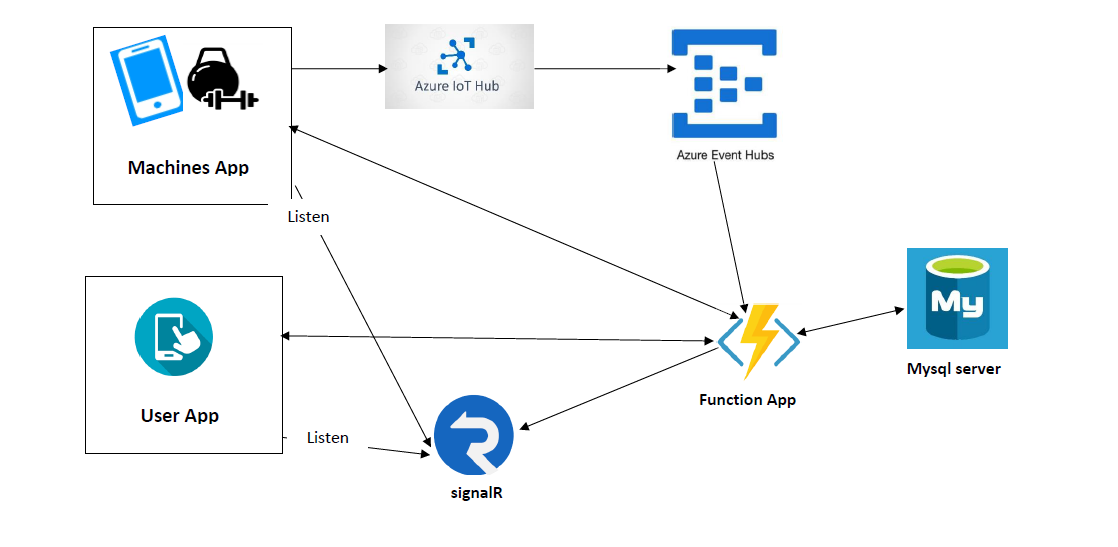 Azure IoT Hub
Azure Event Hubs
Machines App
Listen
My
Mysql server
Function App
User App
Listen
signalR